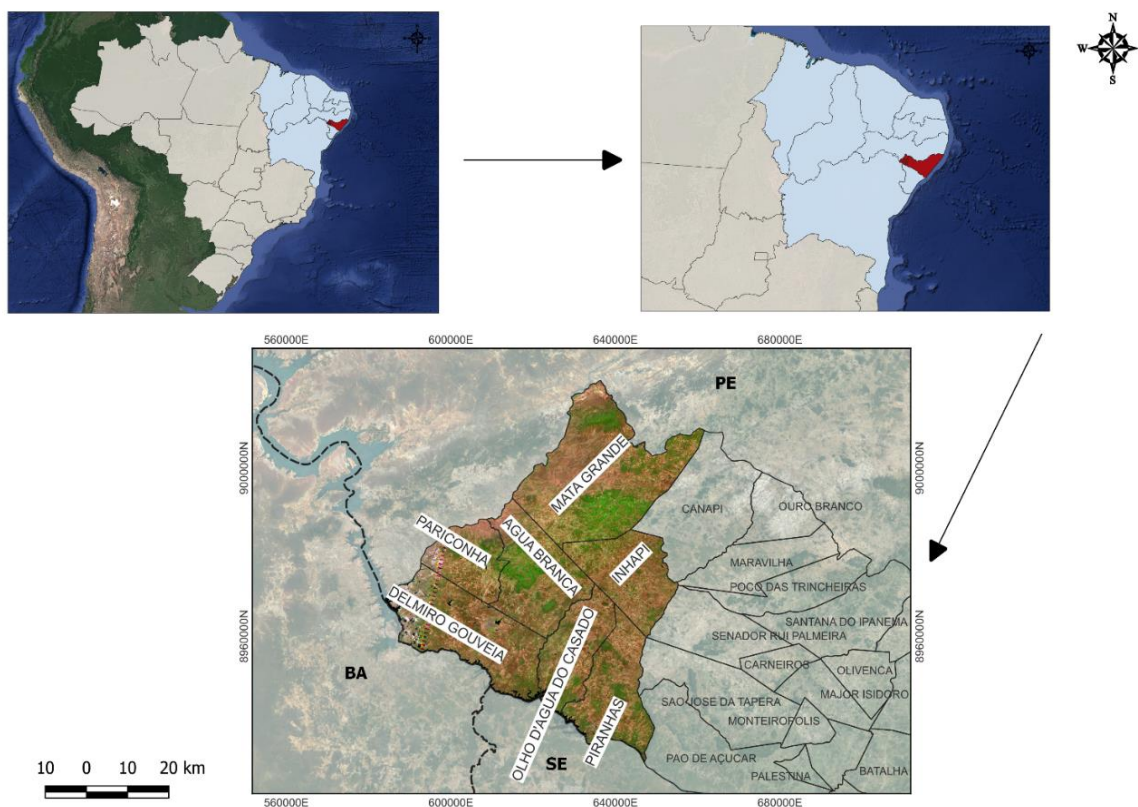 N
W
E
S
560000E
600000E
640000E
680000E
PE
9000000N
9000000N
MATA GRANDE
CANAPI
OURO BRANCO
PARICONHA
AGUA BRANCA
INHAPI
MARAVILHA
POCO DAS TRINCHEIRAS
DELMIRO GOUVEIA
OLHO D'AGUA DO CASADO
SANTANA DO IPANEMA
SENADOR RUI PALMEIRA
8960000N
8960000N
BA
CARNEIROS
OLIVENCA
MAJOR ISIDORO
SAO JOSE DA TAPERA
MONTEIROPOLIS
PIRANHAS
SE
PAO DE AÇUCAR
PALESTINA
BATALHA
10 0 10 20 km
560000E
600000E
640000E
680000E